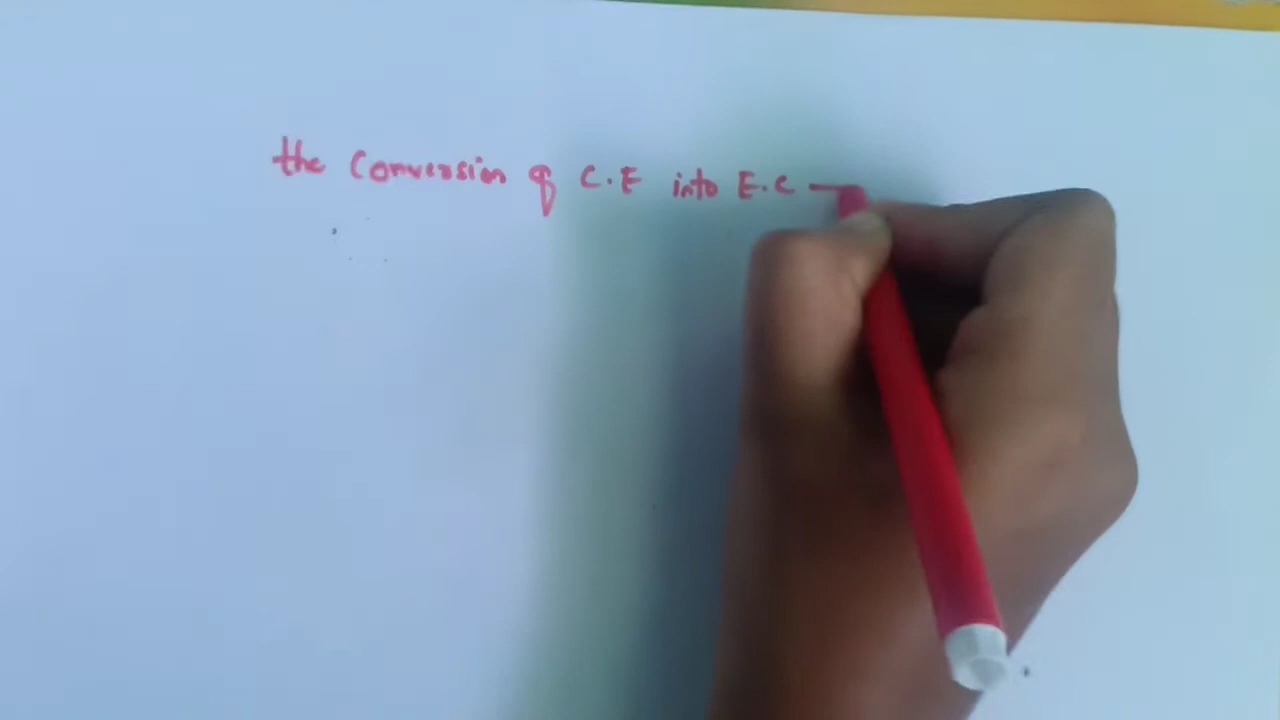 the Conversion of C.E into E.C —